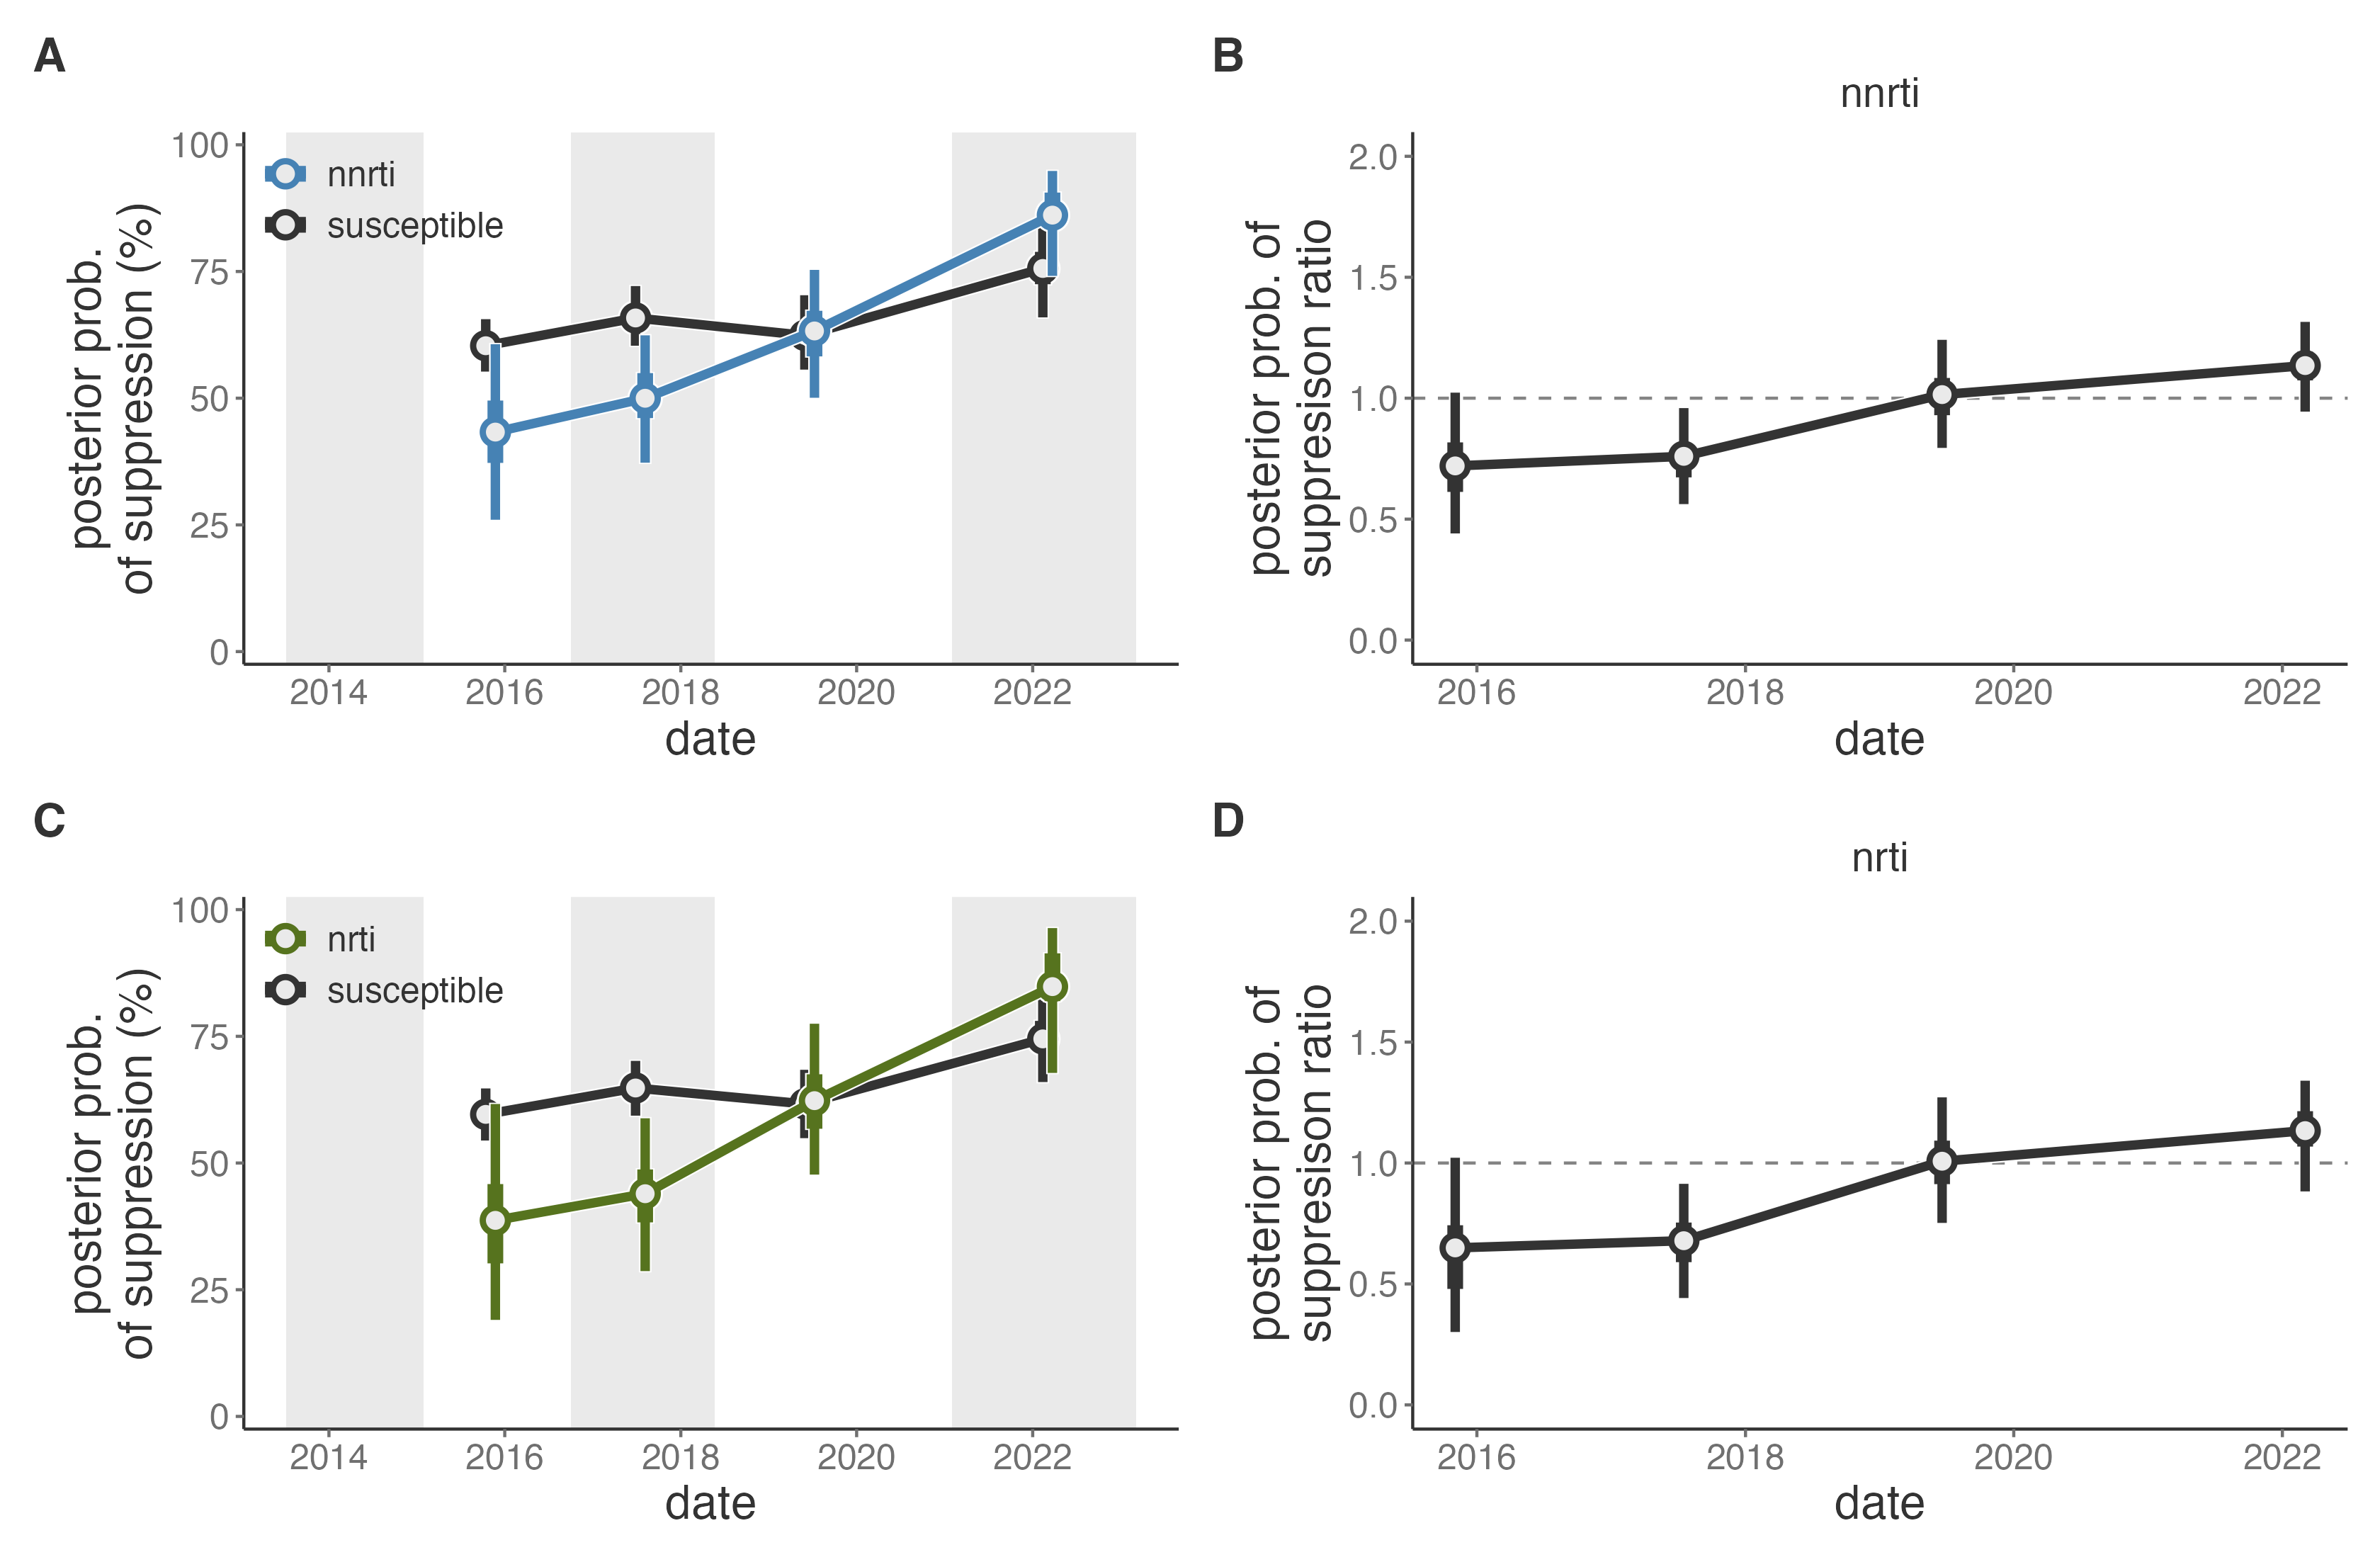 A
posterior prob.
of suppression (%)
100
75
50
25
0
nnrti
susceptible
2014 2016 2018 2020 2022
date
B
nnrti
posterior prob. of
suppresison ratio
2.0
1.5
1.0
0.5
0.0
2016 2018 2020 2022
date
C
posterior prob.
of suppression (%)
100
75
50
25
0
nrti
susceptible
2014 2016 2018 2020 2022
date
D
nrti
posterior prob. of
suppresison ratio
2.0
1.5
1.0
0.5
0.0
2016 2018 2020 2022
date